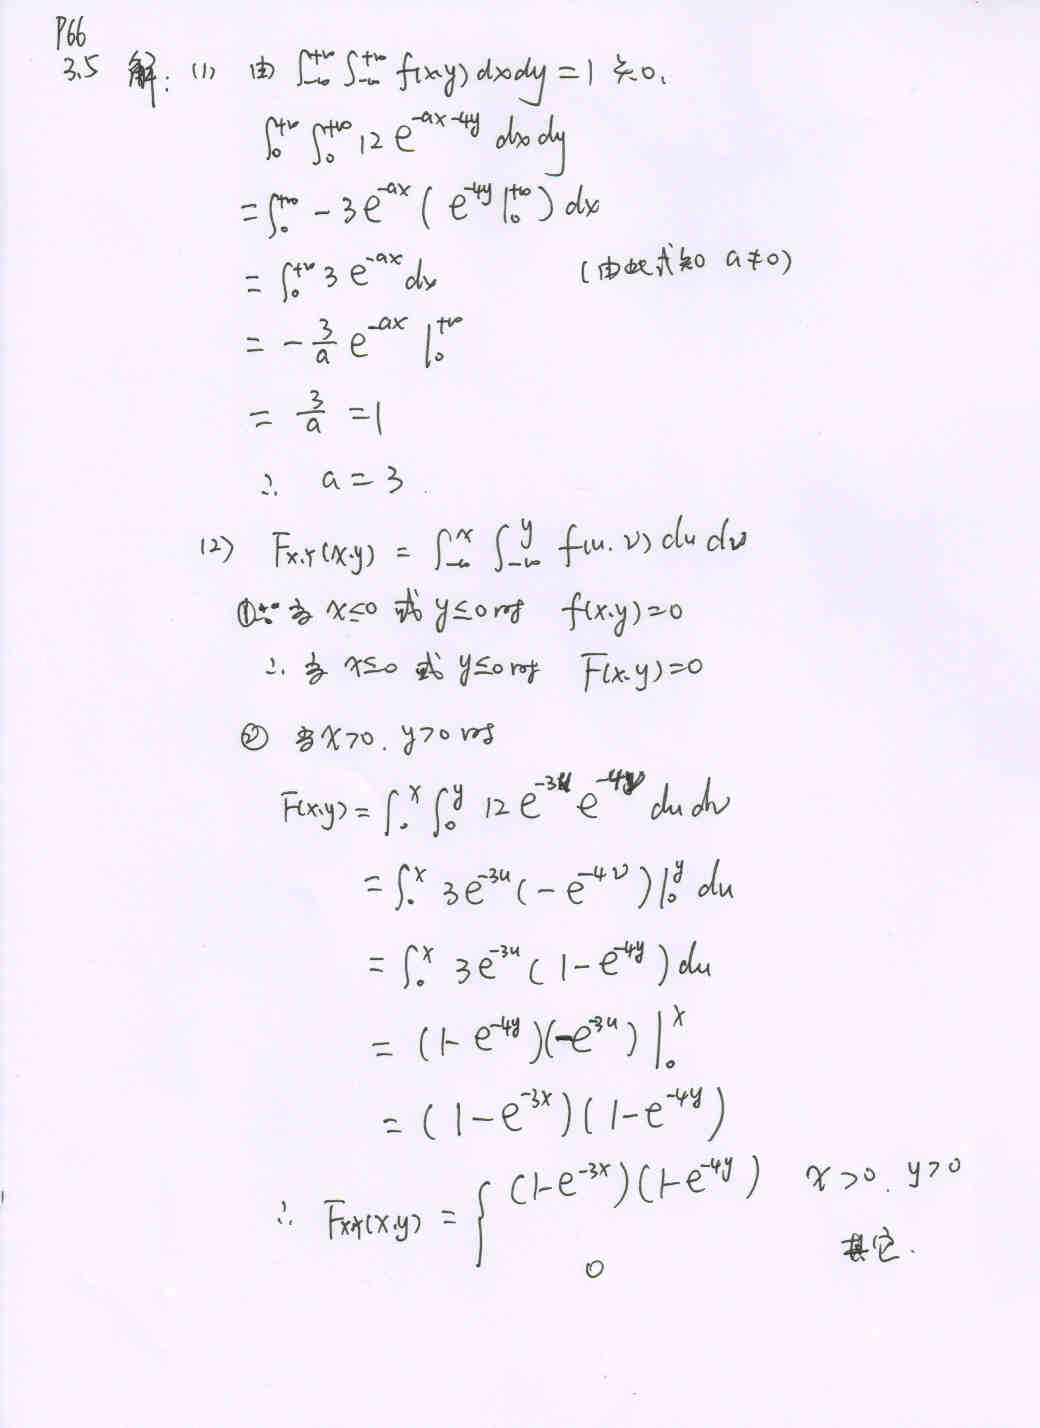 P66
3.5 解: (1) 由 ∫_{-∞}^{+∞} ∫_{-∞}^{+∞} f(x,y) dxdy = 1 知,
∫_0^{+∞} ∫_0^{+∞} 12 e^{-ax-4y} dxdy
= ∫_0^{+∞} -3e^{-ax} ( e^{-4y} |_0^{+∞} ) dx
= ∫_0^{+∞} 3 e^{-ax} dx (由此式知 a≠0)
= - 3/a e^{-ax} |_0^{+∞}
= 3/a = 1
∴ a = 3.
(2) F_{X,Y}(x,y) = ∫_{-∞}^x ∫_{-∞}^y f(u,v) du dv
① ∵ 当 x≤0 或 y≤0 时 f(x,y)=0
∴ 当 x≤0 或 y≤0 时 F(x,y)=0
② 当 x>0, y>0 时
F(x,y) = ∫_0^x ∫_0^y 12 e^{-3u} e^{-4v} du dv
= ∫_0^x 3e^{-3u} (-e^{-4v}) |_0^y du
= ∫_0^x 3e^{-3u} (1-e^{-4y}) du
= (1-e^{-4y})(-e^{-3u}) |_0^x
= (1-e^{-3x})(1-e^{-4y})
∴ F_{X,Y}(x,y) = { (1-e^{-3x})(1-e^{-4y}) x>0, y>0
0 其它.